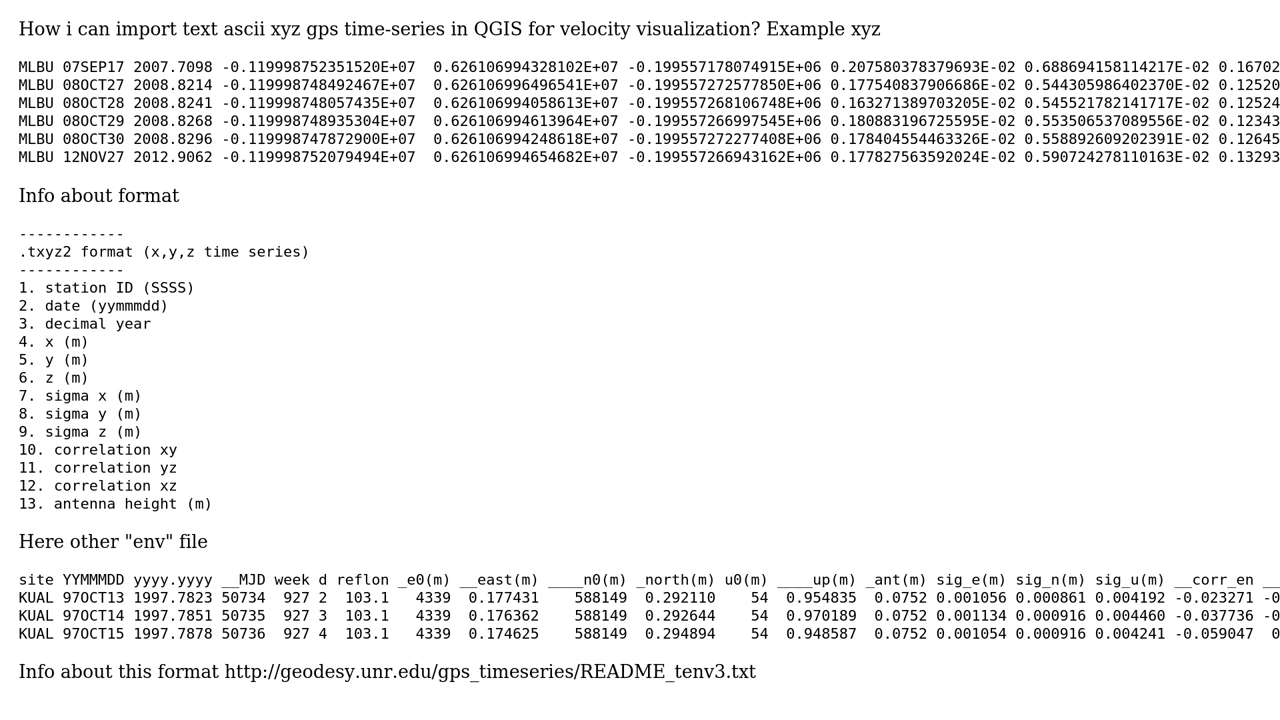 How i can import text ascii xyz gps time-series in QGIS for velocity visualization? Example xyz
MLBU 07SEP17 2007.7098 -0.119998752351520E+07  0.626106994328102E+07 -0.199557178074915E+06 0.207580378379693E-02 0.688694158114217E-02 0.16702
MLBU 08OCT27 2008.8214 -0.119998748492467E+07  0.626106996496541E+07 -0.199557272577850E+06 0.177540837906686E-02 0.544305986402370E-02 0.12520
MLBU 08OCT28 2008.8241 -0.119998748057435E+07  0.626106994058613E+07 -0.199557268106748E+06 0.163271389703205E-02 0.545521782141717E-02 0.12524
MLBU 08OCT29 2008.8268 -0.119998748935304E+07  0.626106994613964E+07 -0.199557266997545E+06 0.180883196725595E-02 0.553506537089556E-02 0.12343
MLBU 08OCT30 2008.8296 -0.119998747872900E+07  0.626106994248618E+07 -0.199557272277408E+06 0.178404554463326E-02 0.558892609202391E-02 0.12645
MLBU 12NOV27 2012.9062 -0.119998752079494E+07  0.626106994654682E+07 -0.199557266943162E+06 0.177827563592024E-02 0.590724278110163E-02 0.13293
Info about format
------------
.txyz2 format (x,y,z time series)
------------
1. station ID (SSSS)
2. date (yymmmdd)
3. decimal year
4. x (m)
5. y (m)
6. z (m)
7. sigma x (m)
8. sigma y (m)
9. sigma z (m)
10. correlation xy
11. correlation yz
12. correlation xz
13. antenna height (m)
Here other "env" file
site YYMMMDD yyyy.yyyy __MJD week d reflon _e0(m) __east(m) ____n0(m) _north(m) u0(m) ____up(m) _ant(m) sig_e(m) sig_n(m) sig_u(m) __corr_en __
KUAL 97OCT13 1997.7823 50734  927 2  103.1   4339  0.177431    588149  0.292110    54  0.954835  0.0752 0.001056 0.000861 0.004192 -0.023271 -0
KUAL 97OCT14 1997.7851 50735  927 3  103.1   4339  0.176362    588149  0.292644    54  0.970189  0.0752 0.001134 0.000916 0.004460 -0.037736 -0
KUAL 97OCT15 1997.7878 50736  927 4  103.1   4339  0.174625    588149  0.294894    54  0.948587  0.0752 0.001054 0.000916 0.004241 -0.059047  0
Info about this format http://geodesy.unr.edu/gps_timeseries/README_tenv3.txt